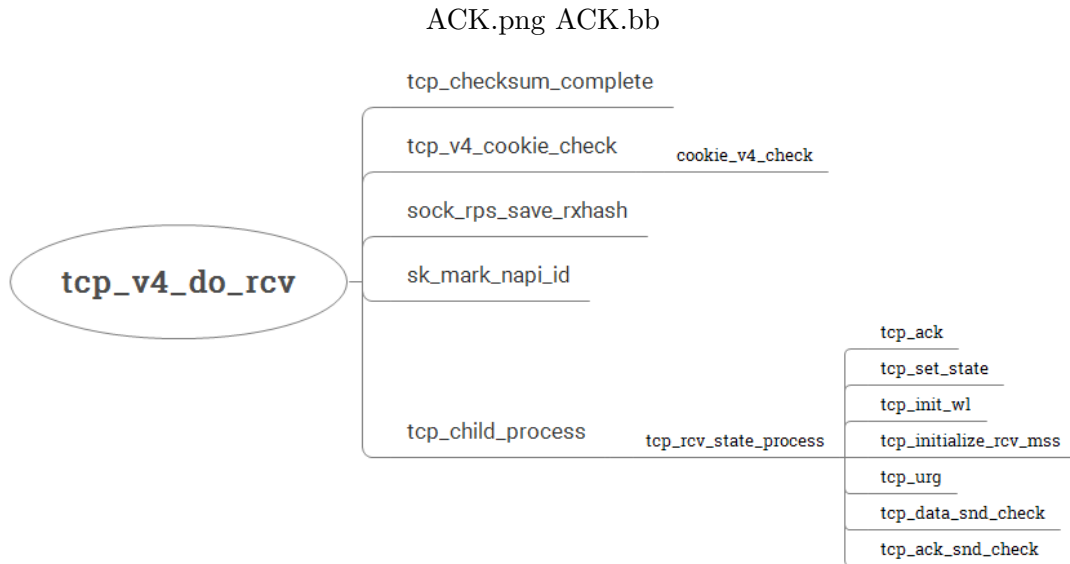 ACK.png ACK.bb
tcp_checksum_complete
tcp_v4_cookie_check
cookie_v4_check
sock_rps_save_rxhash
tcp_v4_do_rcv
sk_mark_napi_id
tcp_child_process
tcp_rcv_state_process
tcp_ack
tcp_set_state
tcp_init_wl
tcp_initialize_rcv_mss
tcp_urg
tcp_data_snd_check
tcp_ack_snd_check